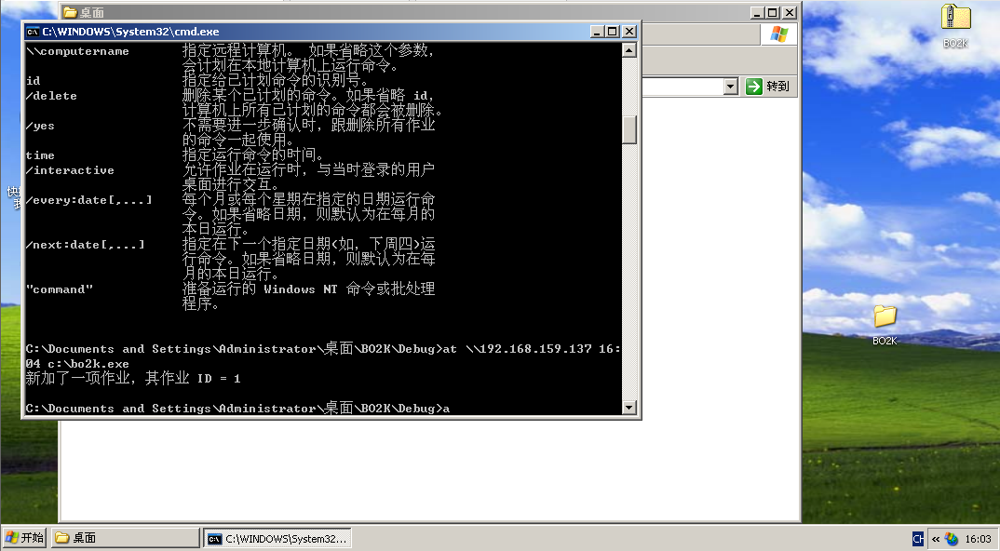 桌面
C:\WINDOWS\System32\cmd.exe
\\computername 指定远程计算机。 如果省略这个参数，
会计划在本地计算机上运行命令。
id 指定给已计划命令的识别号。
/delete 删除某个已计划的命令。如果省略 id，
计算机上所有已计划的命令都会被删除。
/yes 不需要进一步确认时，跟删除所有作业
的命令一起使用。
time 指定运行命令的时间。
/interactive 允许作业在运行时，与当时登录的用户
桌面进行交互。
/every:date[,...] 每个月或每个星期在指定的日期运行命
令。如果省略日期，则默认为在每月的
本日运行。
/next:date[,...] 指定在下一个指定日期(如，下周四)运
行命令。如果省略日期，则默认为在每
月的本日运行。
"command" 准备运行的 Windows NT 命令或批处理
程序。
C:\Documents and Settings\Administrator\桌面\BO2K\Debug>at \\192.168.159.137 16:
04 c:\bo2k.exe
新加了一项作业，其作业 ID = 1
C:\Documents and Settings\Administrator\桌面\BO2K\Debug>a
转到
BO2K
BO2K
开始
桌面
C:\WINDOWS\System32...
CH
«
16:03